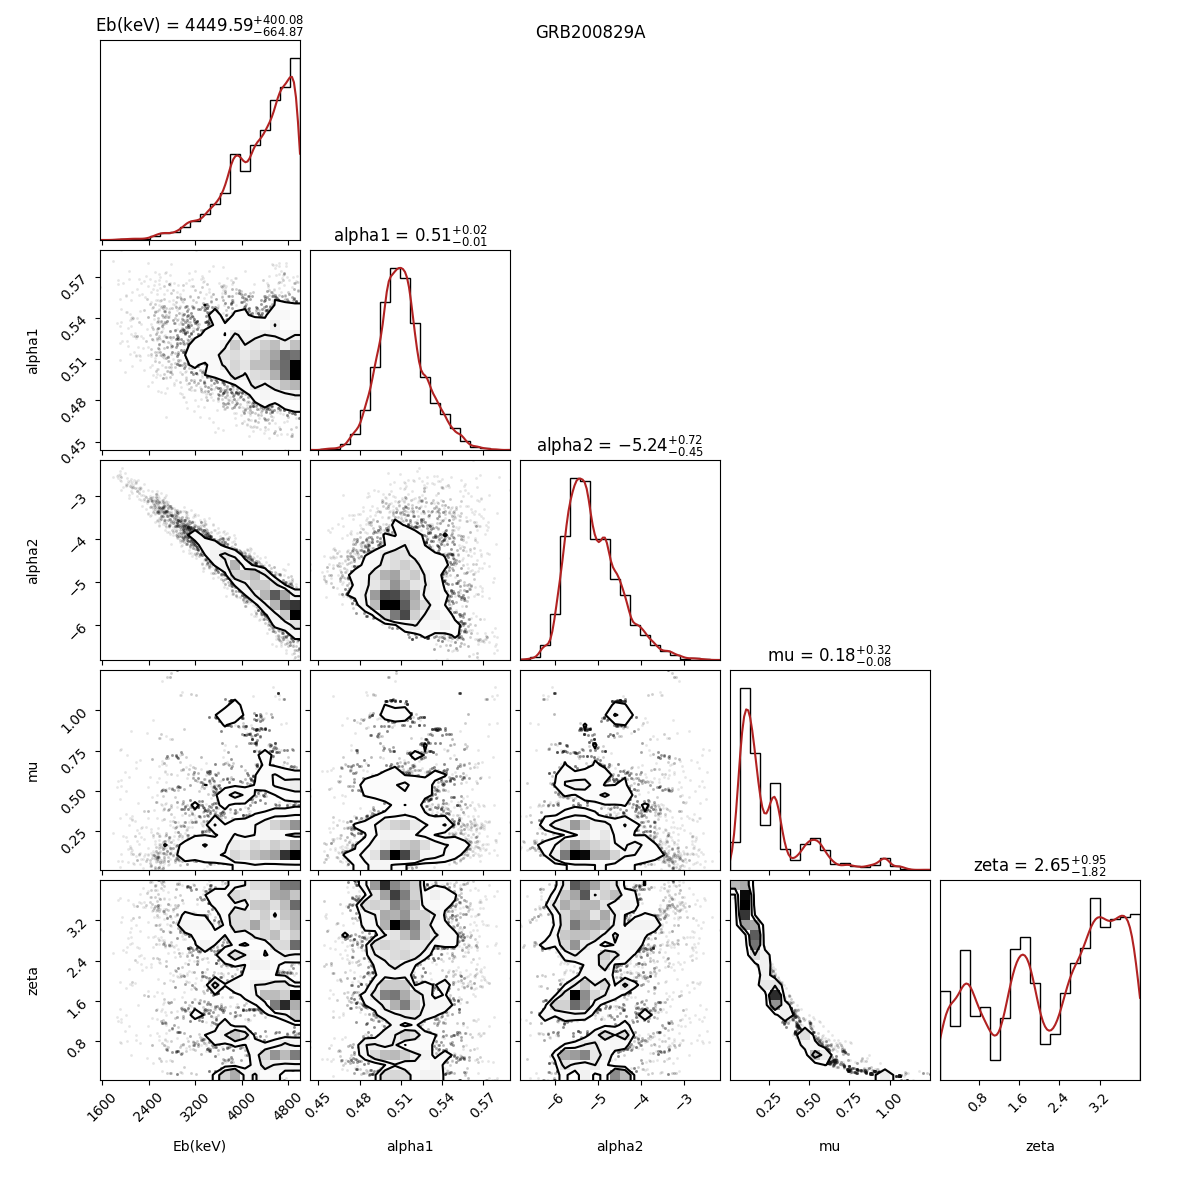 GRB200829A
Eb(keV) = 4449.59+400.08−664.87
alpha1 = 0.51+0.02−0.01
0.57
0.54
0.51
0.48
0.45
alpha1
alpha2 = −5.24+0.72−0.45
−3
−4
−5
−6
alpha2
mu = 0.18+0.32−0.08
1.00
0.75
0.50
0.25
mu
zeta = 2.65+0.95−1.82
3.2
2.4
1.6
0.8
zeta
1600 2400 3200 4000 4800 0.45 0.48 0.51 0.54 0.57 −6 −5 −4 −3 0.25 0.50 0.75 1.00 0.8 1.6 2.4 3.2
Eb(keV) alpha1 alpha2 mu zeta